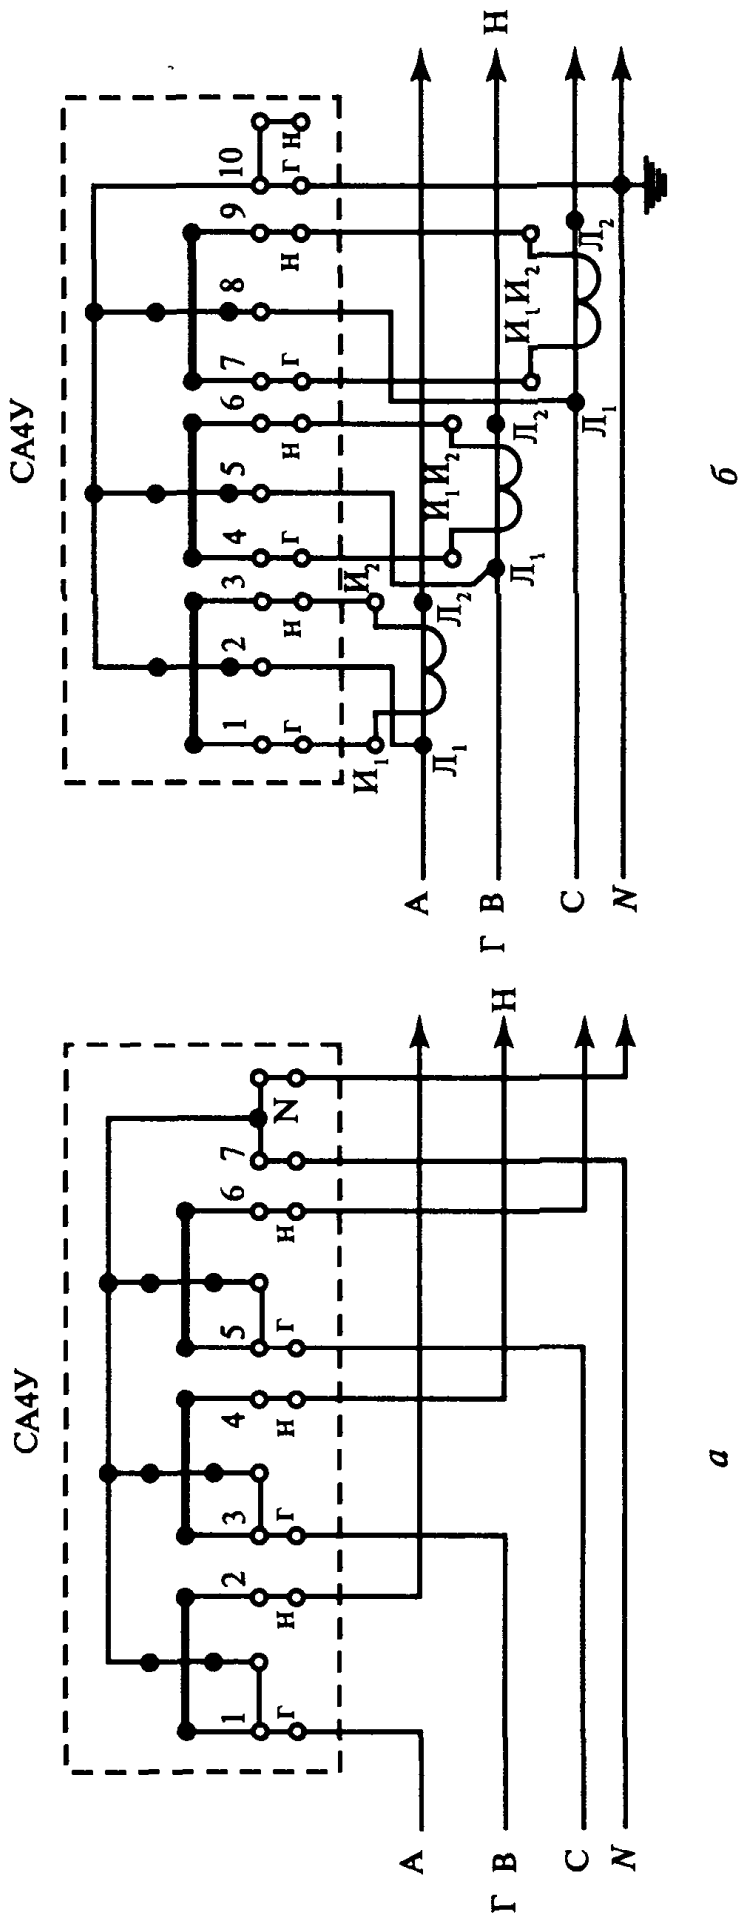 СА4У
1
2
3
4
5
6
7
N
Г
Н
Г
Н
Г
Н
А
Г В
Н
С
N
а
СА4У
1
2
3
4
5
6
7
8
9
10
Г
Н
Г
Н
Г
Н
Г
Н
И₁
И₂
И₁
И₂
И₁
И₂
Л₁
Л₂
Л₁
Л₂
Л₁
Л₂
А
Г В
Н
С
N
б